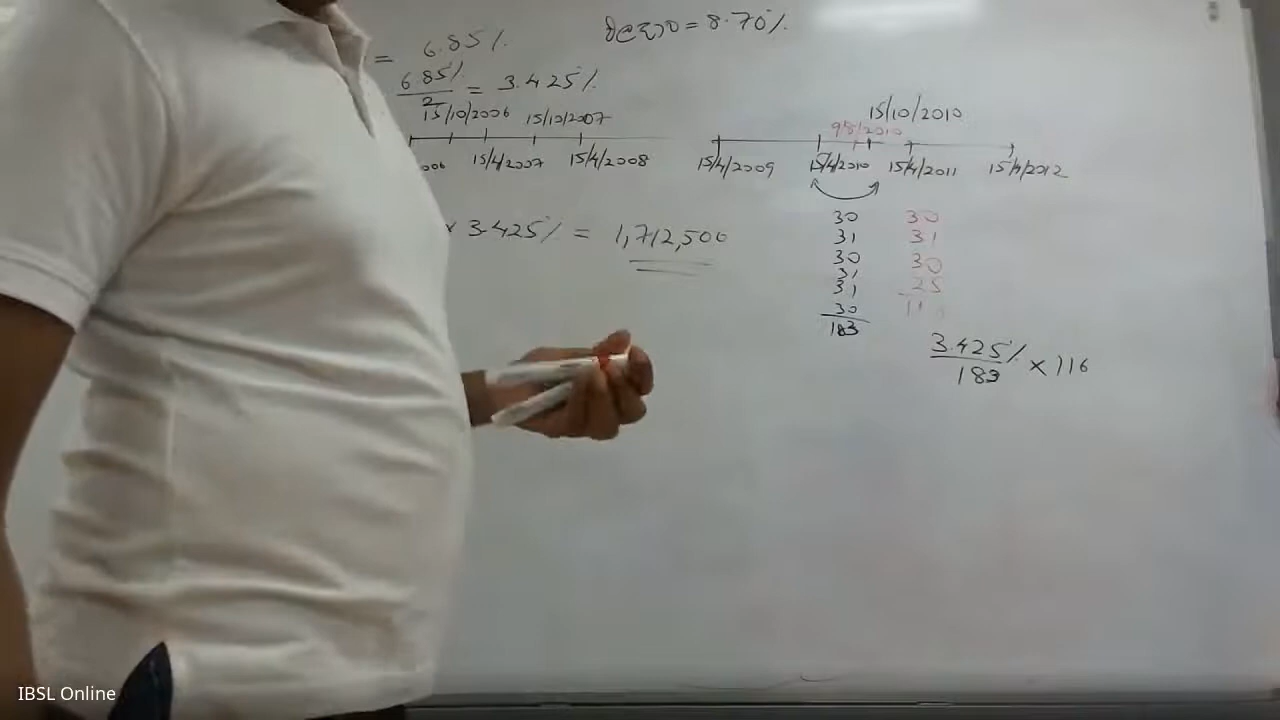 = 6.85%
6.85% / 2 = 3.425%
= 8.70%
15/10/2006 15/10/2007
006 15/4/2007 15/4/2008
15/10/2010
15/4/2009 15/4/2010 15/4/2011 15/4/2012
× 3.425% = 1,712,500
30 30
31 31
30 30
31 25
31
30
183
3.425% / 183 × 116
IBSL Online